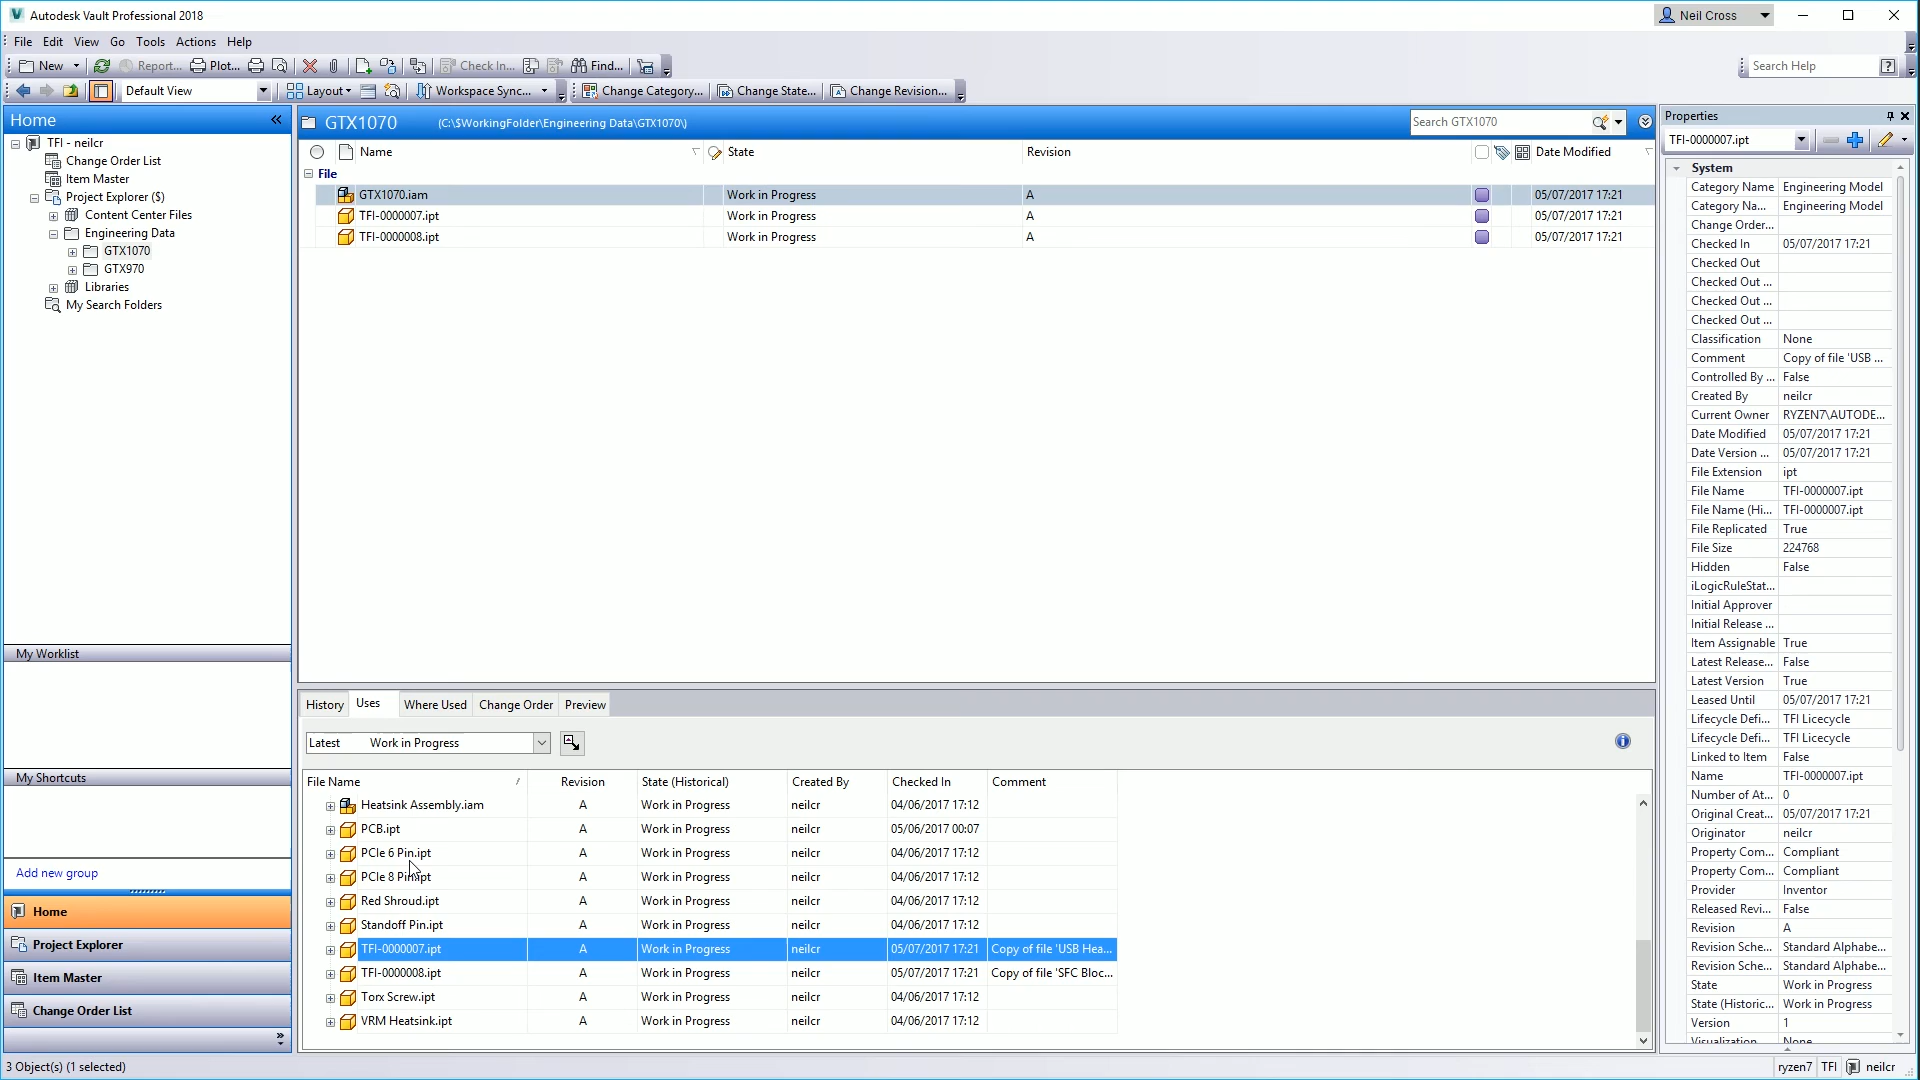 Autodesk Vault Professional 2018
Neil Cross
File Edit View Go Tools Actions Help
New Report... Plot... Check In... Find...
Search Help
Default View Layout Workspace Sync... Change Category... Change State... Change Revision...
Home
TFI - neilcr
Change Order List
Item Master
Project Explorer ($)
Content Center Files
Engineering Data
GTX1070
GTX970
Libraries
My Search Folders
My Worklist
My Shortcuts
Add new group
Home
Project Explorer
Item Master
Change Order List
GTX1070 (C:\$WorkingFolder\Engineering Data\GTX1070\)
Search GTX1070
Name State Revision Date Modified
File
GTX1070.iam Work in Progress A 05/07/2017 17:21
TFI-0000007.ipt Work in Progress A 05/07/2017 17:21
TFI-0000008.ipt Work in Progress A 05/07/2017 17:21
History Uses Where Used Change Order Preview
Latest Work in Progress
File Name Revision State (Historical) Created By Checked In Comment
Heatsink Assembly.iam A Work in Progress neilcr 04/06/2017 17:12
PCB.ipt A Work in Progress neilcr 05/06/2017 00:07
PCIe 6 Pin.ipt A Work in Progress neilcr 04/06/2017 17:12
PCIe 8 Pin.ipt A Work in Progress neilcr 04/06/2017 17:12
Red Shroud.ipt A Work in Progress neilcr 04/06/2017 17:12
Standoff Pin.ipt A Work in Progress neilcr 04/06/2017 17:12
TFI-0000007.ipt A Work in Progress neilcr 05/07/2017 17:21 Copy of file 'USB Hea...
TFI-0000008.ipt A Work in Progress neilcr 05/07/2017 17:21 Copy of file 'SFC Bloc...
Torx Screw.ipt A Work in Progress neilcr 04/06/2017 17:12
VRM Heatsink.ipt A Work in Progress neilcr 04/06/2017 17:12
Properties
TFI-0000007.ipt
System
Category Name Engineering Model
Category Na... Engineering Model
Change Order...
Checked In 05/07/2017 17:21
Checked Out
Checked Out ...
Checked Out ...
Checked Out ...
Classification None
Comment Copy of file 'USB ...
Controlled By ... False
Created By neilcr
Current Owner RYZEN7\AUTODE...
Date Modified 05/07/2017 17:21
Date Version ... 05/07/2017 17:21
File Extension ipt
File Name TFI-0000007.ipt
File Name (Hi... TFI-0000007.ipt
File Replicated True
File Size 224768
Hidden False
iLogicRuleStat...
Initial Approver
Initial Release ...
Item Assignable True
Latest Release... False
Latest Version True
Leased Until 05/07/2017 17:21
Lifecycle Defi... TFI Licecycle
Lifecycle Defi... TFI Licecycle
Linked to Item False
Name TFI-0000007.ipt
Number of At... 0
Original Creat... 05/07/2017 17:21
Originator neilcr
Property Com... Compliant
Property Com... Compliant
Provider Inventor
Released Revi... False
Revision A
Revision Sche... Standard Alphabe...
Revision Sche... Standard Alphabe...
State Work in Progress
State (Historic... Work in Progress
Version 1
Visualization None
3 Object(s) (1 selected)
ryzen7 TFI neilcr